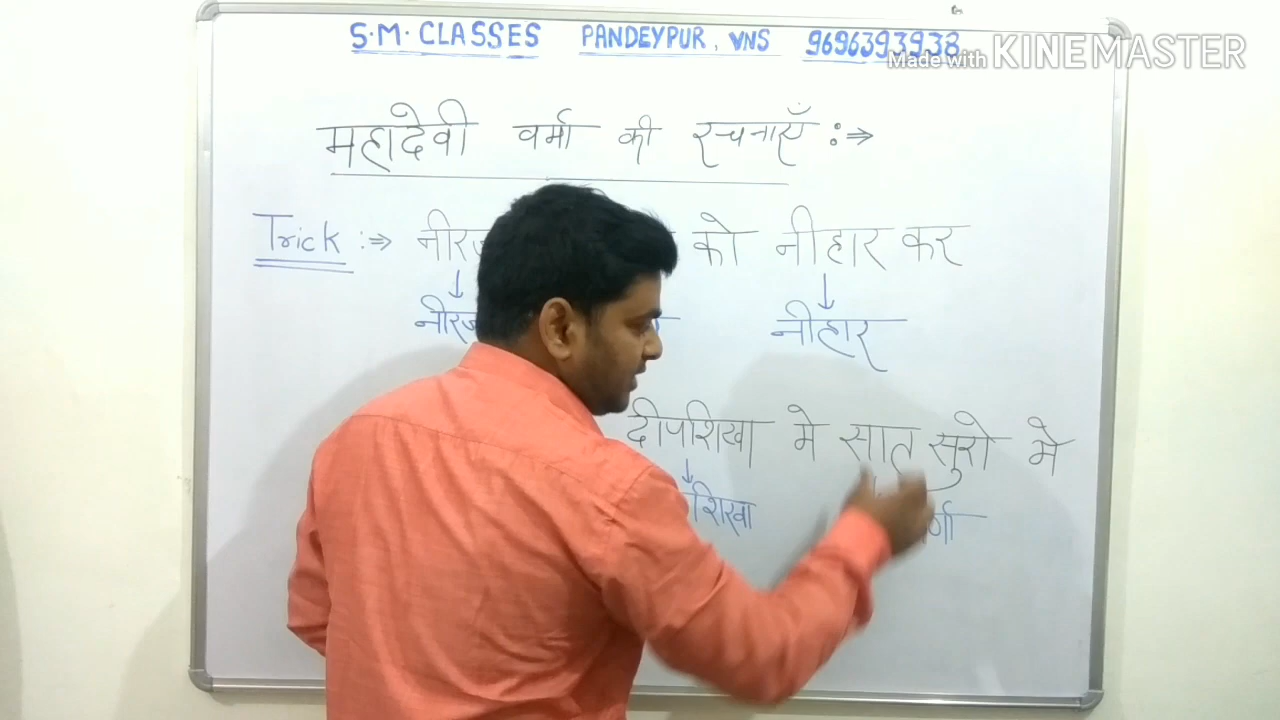 S.M. CLASSES PANDEYPUR, VNS 9696393938
Made with KINEMASTER
महादेवी वर्मा की रचनाएँ :⇒
Trick :⇒ को नीहार कर
नीहार
दीपशिखा मे सात सुरो मे